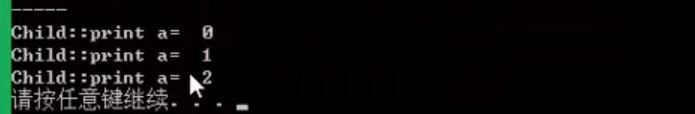 -----
Child::print a=  0
Child::print a=  1
Child::print a=  2
请按任意键继续. . .